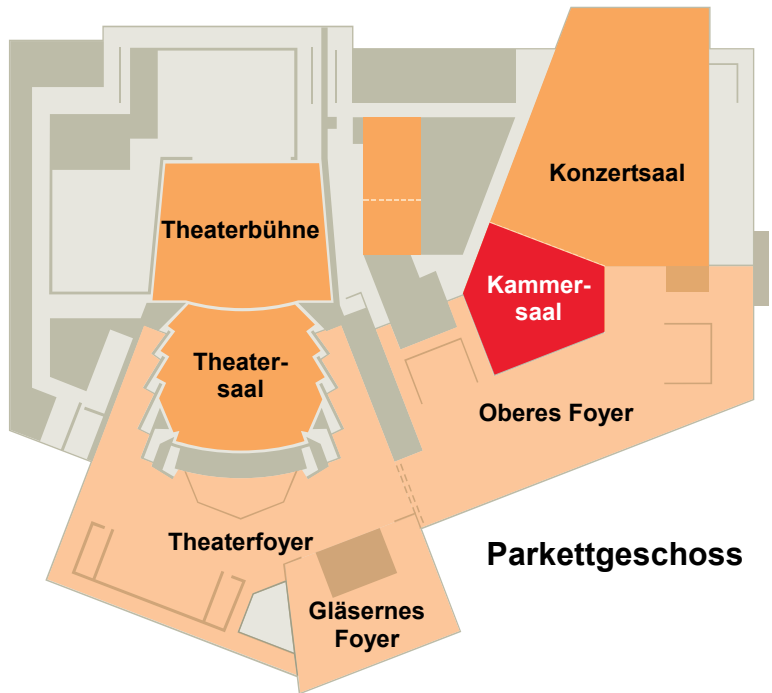 Konzertsaal
Theaterbühne
Kammer-
saal
Theater-
saal
Oberes Foyer
Theaterfoyer
Parkettgeschoss
Gläsernes
Foyer